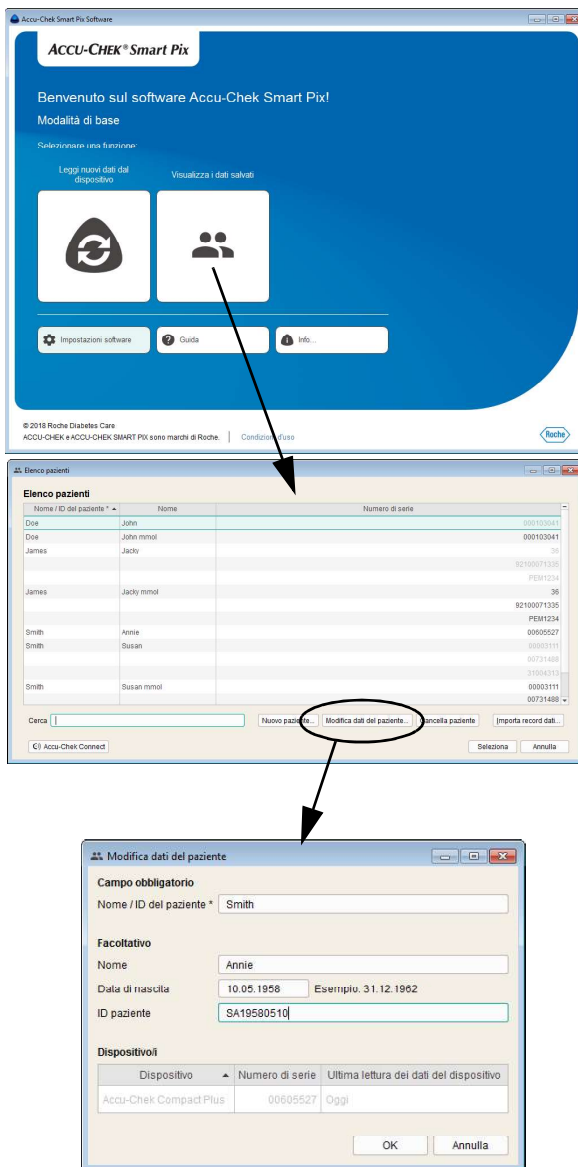 Accu-Chek Smart Pix Software
ACCU-CHEK® Smart Pix
Benvenuto sul software Accu-Chek Smart Pix!
Modalità di base
Selezionare una funzione:
Leggi nuovi dati dal dispositivo
Visualizza i dati salvati
Impostazioni software
Guida
Info...
© 2018 Roche Diabetes Care
ACCU-CHEK e ACCU-CHEK SMART PIX sono marchi di Roche.
Condizioni d'uso
Roche
Elenco pazienti
Elenco pazienti
Nome / ID del paziente * Nome Numero di serie
Doe John 000103041
Doe John mmol 000103041
James Jacky 36
92100071335
PEM1234
James Jacky mmol 36
92100071335
PEM1234
Smith Annie 00605527
Smith Susan 00003111
00731488
31004313
Smith Susan mmol 00003111
00731488
Cerca Nuovo paziente... Modifica dati del paziente... Cancella paziente Importa record dati...
Accu-Chek Connect Seleziona Annulla
Modifica dati del paziente
Campo obbligatorio
Nome / ID del paziente * Smith
Facoltativo
Nome Annie
Data di nascita 10.05.1958 Esempio: 31.12.1962
ID paziente SA19580510
Dispositivo/i
Dispositivo Numero di serie Ultima lettura dei dati del dispositivo
Accu-Chek Compact Plus 00605527 Oggi
OK Annulla